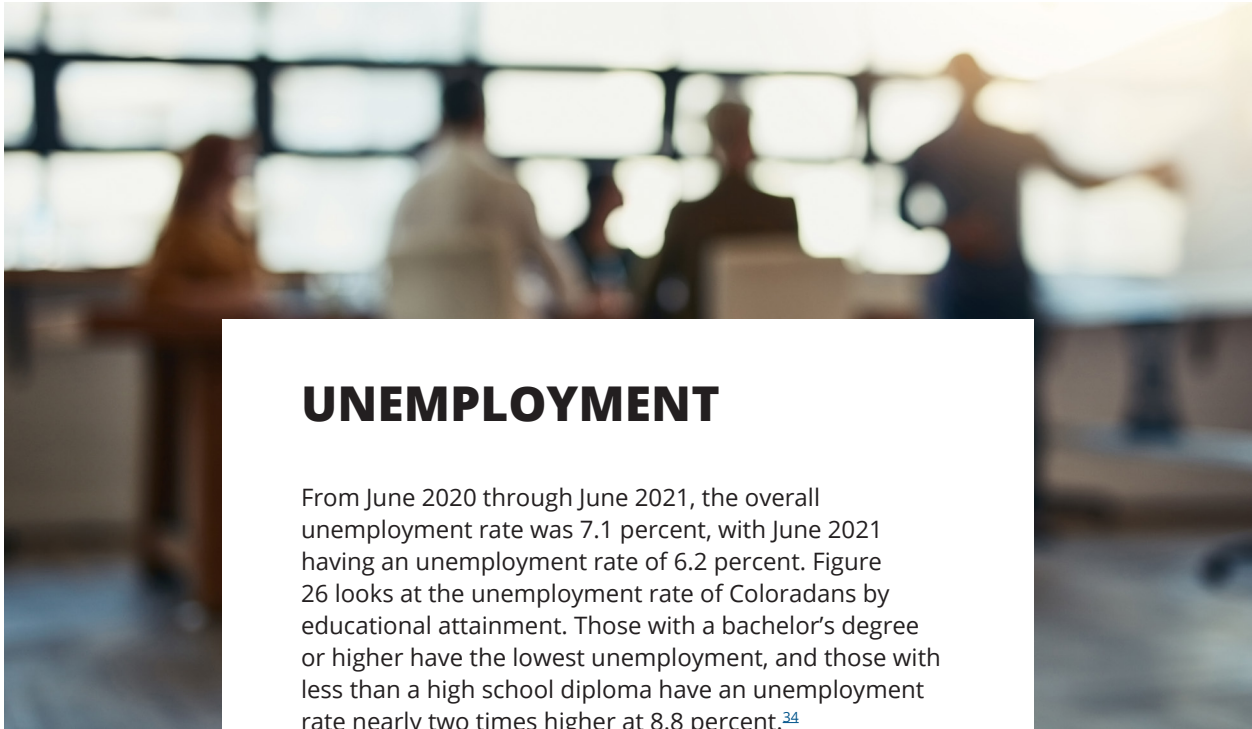 UNEMPLOYMENT
From June 2020 through June 2021, the overall
unemployment rate was 7.1 percent, with June 2021
having an unemployment rate of 6.2 percent. Figure
26 looks at the unemployment rate of Coloradans by
educational attainment. Those with a bachelor’s degree
or higher have the lowest unemployment, and those with
less than a high school diploma have an unemployment
rate nearly two times higher at 8.8 percent.34